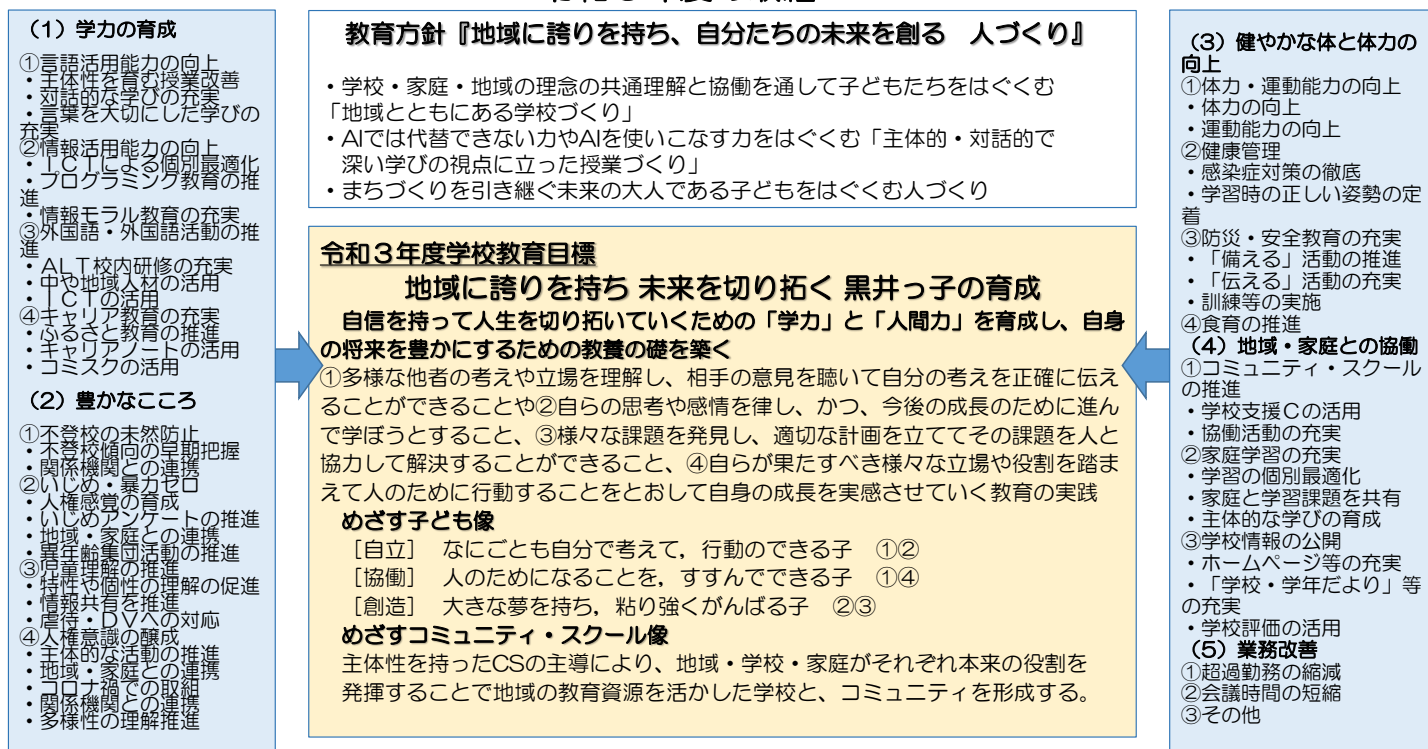 （1）学力の育成
①言語活用能力の向上
・主体性を育む授業改善
・対話的な学びの充実
・言葉を大切にした学びの
充実
②情報活用能力の向上
・ＩＣＴによる個別最適化
・プログラミング教育の推
進
・情報モラル教育の充実
③外国語・外国語活動の推
進
・ＡＬＴ校内研修の充実
・中や地域人材の活用
・ＩＣＴの活用
④キャリア教育の充実
・ふるさと教育の推進
・キャリアノートの活用
・コミスクの活用
（2）豊かなこころ
①不登校の未然防止
・不登校傾向の早期把握
・関係機関との連携
②いじめ・暴力ゼロ
・人権感覚の育成
・いじめアンケートの推進
・地域・家庭との連携
・異年齢集団活動の推進
③児童理解の推進
・特性や個性の理解の促進
・情報共有を推進
・虐待・ＤＶへの対応
④人権意識の醸成
・主体的な活動の推進
・地域・家庭との連携
・コロナ禍での取組
・関係機関との連携
・多様性の理解推進
教育方針『地域に誇りを持ち、自分たちの未来を創る　人づくり』
・学校・家庭・地域の理念の共通理解と協働を通して子どもたちをはぐくむ
「地域とともにある学校づくり」
・AIでは代替できない力やAIを使いこなす力をはぐくむ「主体的・対話的で
深い学びの視点に立った授業づくり」
・まちづくりを引き継ぐ未来の大人である子どもをはぐくむ人づくり
令和３年度学校教育目標
地域に誇りを持ち 未来を切り拓く 黒井っ子の育成
自信を持って人生を切り拓いていくための「学力」と「人間力」を育成し、自身
の将来を豊かにするための教養の礎を築く
①多様な他者の考えや立場を理解し、相手の意見を聴いて自分の考えを正確に伝え
ることができることや②自らの思考や感情を律し、かつ、今後の成長のために進ん
で学ぼうとすること、③様々な課題を発見し、適切な計画を立ててその課題を人と
協力して解決することができること、④自らが果たすべき様々な立場や役割を踏ま
えて人のために行動することをとおして自身の成長を実感させていく教育の実践
めざす子ども像
［自立］　なにごとも自分で考えて，行動のできる子　①②
［協働］　人のためになることを，すすんでできる子　①④
［創造］　大きな夢を持ち，粘り強くがんばる子　②③
めざすコミュニティ・スクール像
主体性を持ったCSの主導により、地域・学校・家庭がそれぞれ本来の役割を
発揮することで地域の教育資源を活かした学校と、コミュニティを形成する。
（3）健やかな体と体力の
向上
①体力・運動能力の向上
・体力の向上
・運動能力の向上
②健康管理
・感染症対策の徹底
・学習時の正しい姿勢の定
着
③防災・安全教育の充実
・「備える」活動の推進
・「伝える」活動の充実
・訓練等の実施
④食育の推進
（4）地域・家庭との協働
①コミュニティ・スクール
の推進
・学校支援Ｃの活用
・協働活動の充実
②家庭学習の充実
・学習の個別最適化
・家庭と学習課題を共有
・主体的な学びの育成
③学校情報の公開
・ホームページ等の充実
・「学校・学年だより」等
の充実
・学校評価の活用
（5）業務改善
①超過勤務の縮減
②会議時間の短縮
③その他